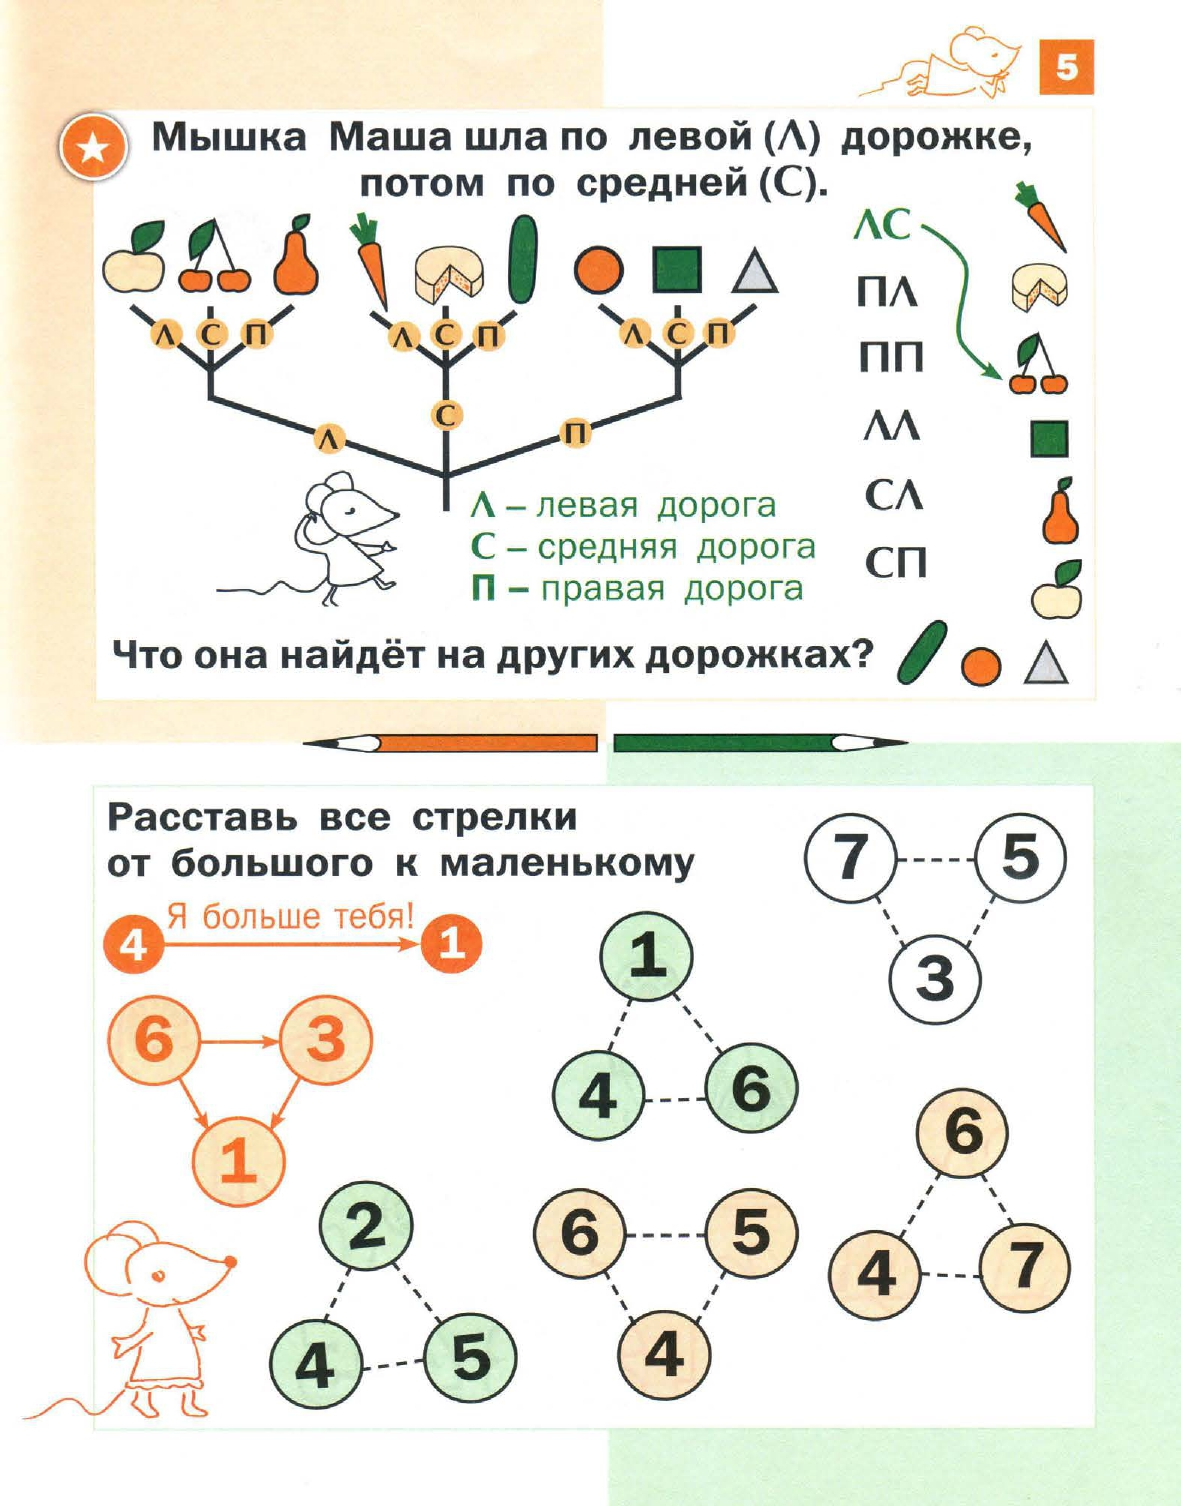 5
Мышка Маша шла по левой (Л) дорожке,
потом по средней (С).
ЛС
ПЛ
ПП
ЛЛ
СЛ
СП
Л С П Л С П Л С П
Л С П
Л – левая дорога
С – средняя дорога
П – правая дорога
Что она найдёт на других дорожках?
Расставь все стрелки
от большого к маленькому
Я больше тебя!
4 1
7 5
3
6 3
1
1
4 6
6
4 7
2
4 5
6 5
4